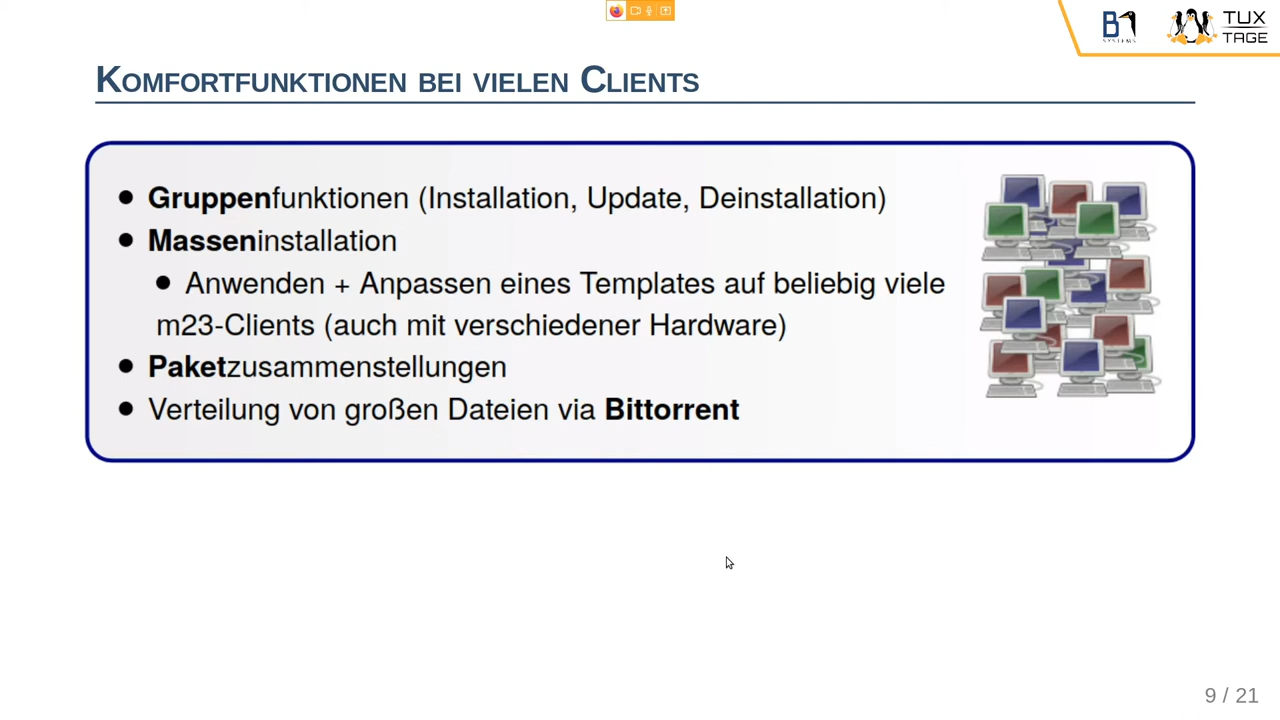 TUX
TAGE
B1
SYSTEMS
Komfortfunktionen bei vielen Clients
Gruppenfunktionen (Installation, Update, Deinstallation)
Masseninstallation
Anwenden + Anpassen eines Templates auf beliebig viele
m23-Clients (auch mit verschiedener Hardware)
Paketzusammenstellungen
Verteilung von großen Dateien via Bittorrent
9 / 21